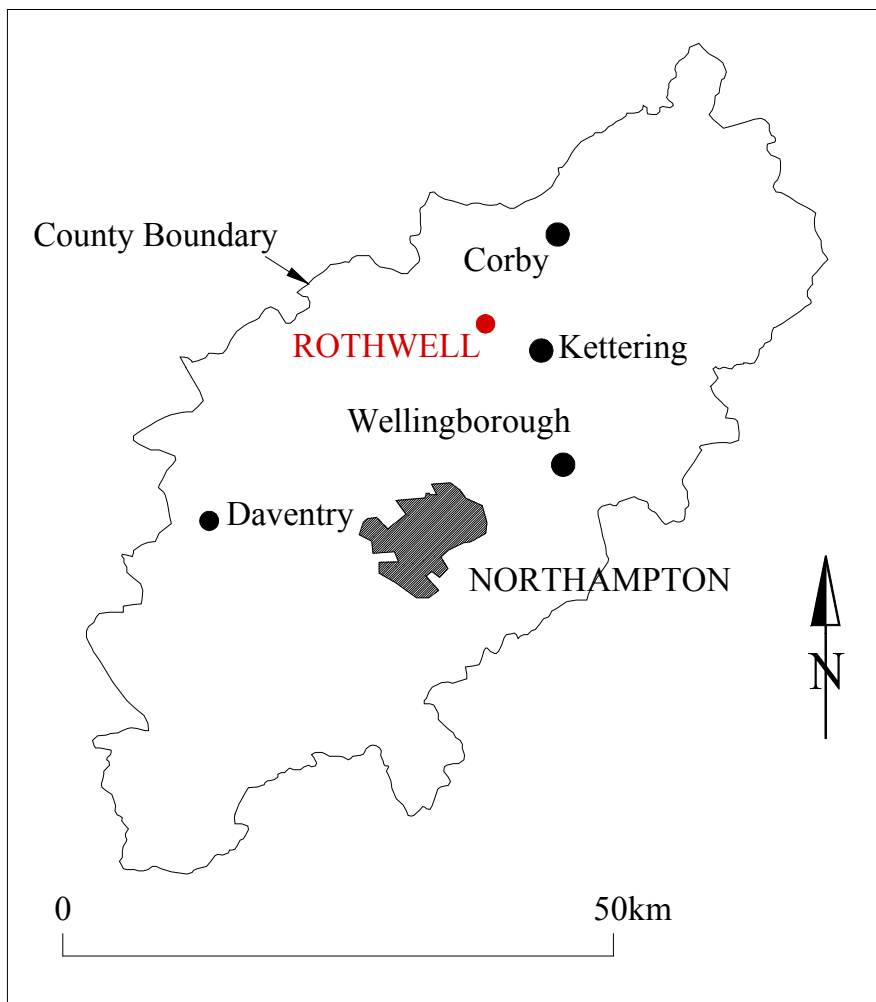 County Boundary
Corby
ROTHWELL
Kettering
Wellingborough
Daventry
NORTHAMPTON
N
0
50km